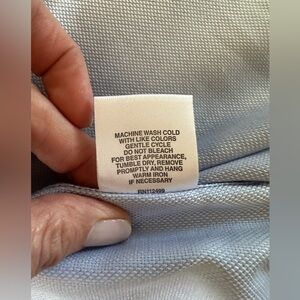 MACHINE WASH COLD
WITH LIKE COLORS
GENTLE CYCLE
DO NOT BLEACH
FOR BEST APPEARANCE,
TUMBLE DRY, REMOVE
PROMPTLY AND HANG
WARM IRON
IF NECESSARY
RN112499